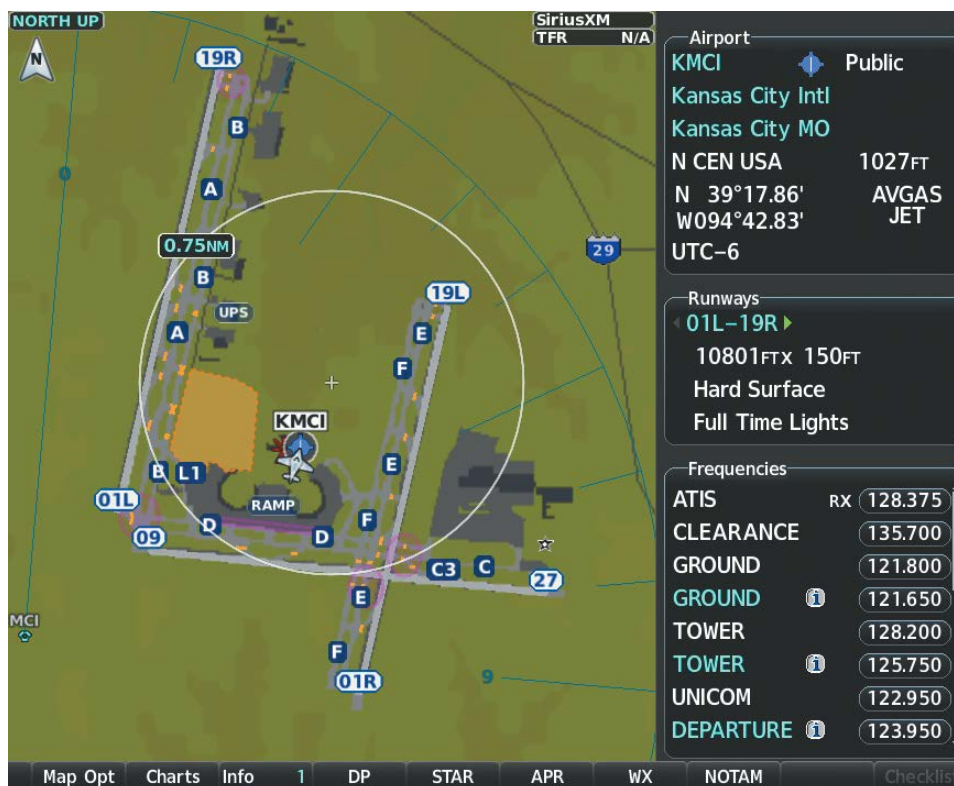 NORTH UP
SiriusXM
TFR N/A
N
19R
B
A
0
0.75NM
B
29
19L
UPS
A
E
F
KMCI
E
B L1
RAMP
01L
F
D
D
09
C3 C
27
E
MCI
F
01R
9
Airport
KMCI Public
Kansas City Intl
Kansas City MO
N CEN USA 1027FT
N 39°17.86' AVGAS
W094°42.83' JET
UTC-6
Runways
01L-19R
10801FT X 150FT
Hard Surface
Full Time Lights
Frequencies
ATIS RX 128.375
CLEARANCE 135.700
GROUND 121.800
GROUND i 121.650
TOWER 128.200
TOWER i 125.750
UNICOM 122.950
DEPARTURE i 123.950
Map Opt Charts Info 1 DP STAR APR WX NOTAM Checklis